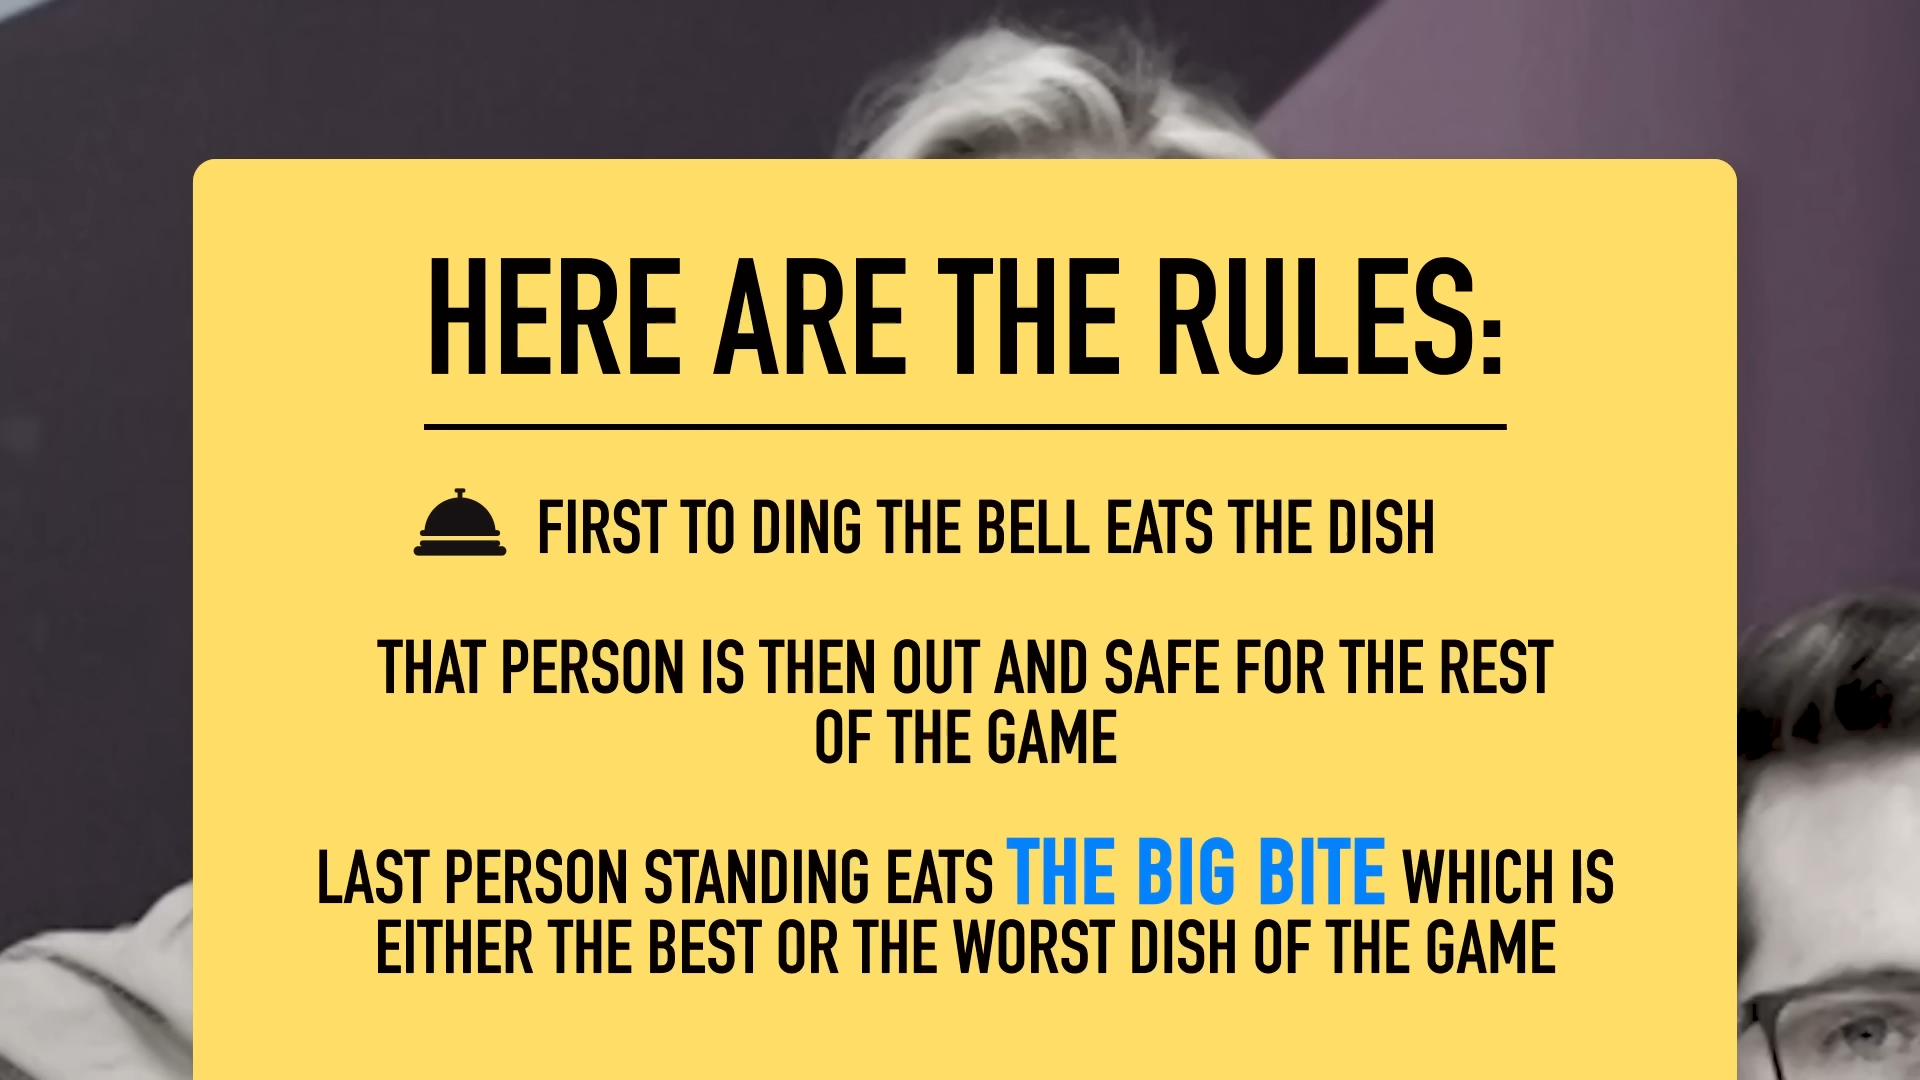 HERE ARE THE RULES:
FIRST TO DING THE BELL EATS THE DISH
THAT PERSON IS THEN OUT AND SAFE FOR THE REST
OF THE GAME
LAST PERSON STANDING EATS THE BIG BITE WHICH IS
EITHER THE BEST OR THE WORST DISH OF THE GAME